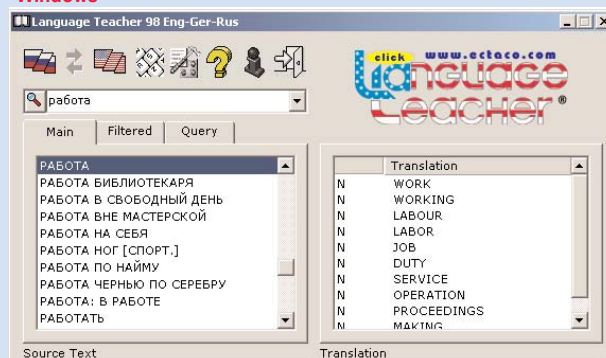 Windows
Language Teacher 98 Eng-Ger-Rus
click www.ectaco.com
Language
Teacher®
работа
Main Filtered Query
РАБОТА
РАБОТА БИБЛИОТЕКАРЯ
РАБОТА В СВОБОДНЫЙ ДЕНЬ
РАБОТА ВНЕ МАСТЕРСКОЙ
РАБОТА НА СЕБЯ
РАБОТА НОГ [СПОРТ.]
РАБОТА ПО НАЙМУ
РАБОТА ЧЕРНЬЮ ПО СЕРЕБРУ
РАБОТА: В РАБОТЕ
РАБОТАТЬ
Translation
N WORK
N WORKING
N LABOUR
N LABOR
N JOB
N DUTY
N SERVICE
N OPERATION
N PROCEEDINGS
N MAKING
Source Text
Translation